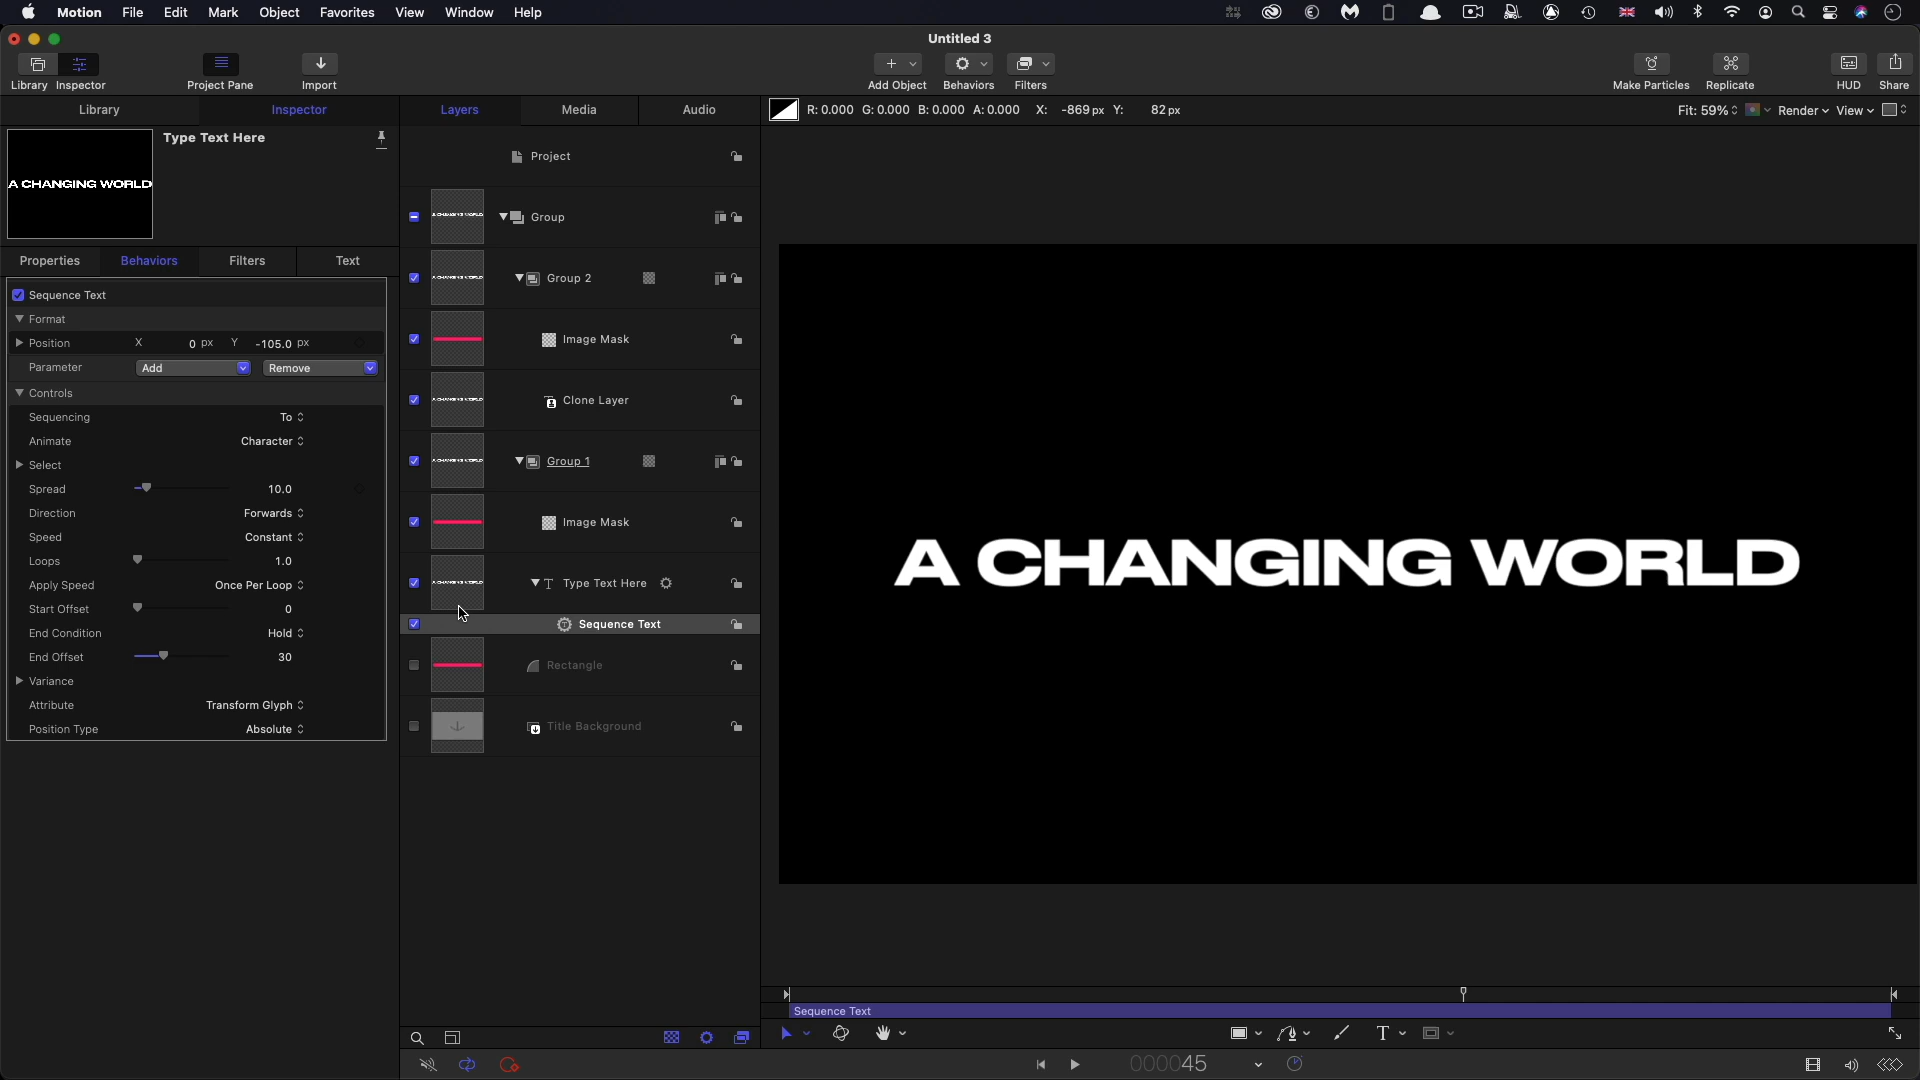 Motion File Edit Mark Object Favorites View Window Help
Untitled 3
Library Inspector Project Pane Import Add Object Behaviors Filters Make Particles Replicate HUD Share
Library Inspector
Layers Media Audio
R: 0.000 G: 0.000 B: 0.000 A: 0.000 X: -869 px Y: 82 px
Fit: 59% Render View
Type Text Here
A CHANGING WORLD
Properties Behaviors Filters Text
Sequence Text
Format
Position X 0 px Y -105.0 px
Parameter Add Remove
Controls
Sequencing To
Animate Character
Select
Spread 10.0
Direction Forwards
Speed Constant
Loops 1.0
Apply Speed Once Per Loop
Start Offset 0
End Condition Hold
End Offset 30
Variance
Attribute Transform Glyph
Position Type Absolute
Project
Group
Group 2
Image Mask
Clone Layer
Group 1
Image Mask
Type Text Here
Sequence Text
Rectangle
Title Background
A CHANGING WORLD
Sequence Text
T
000045